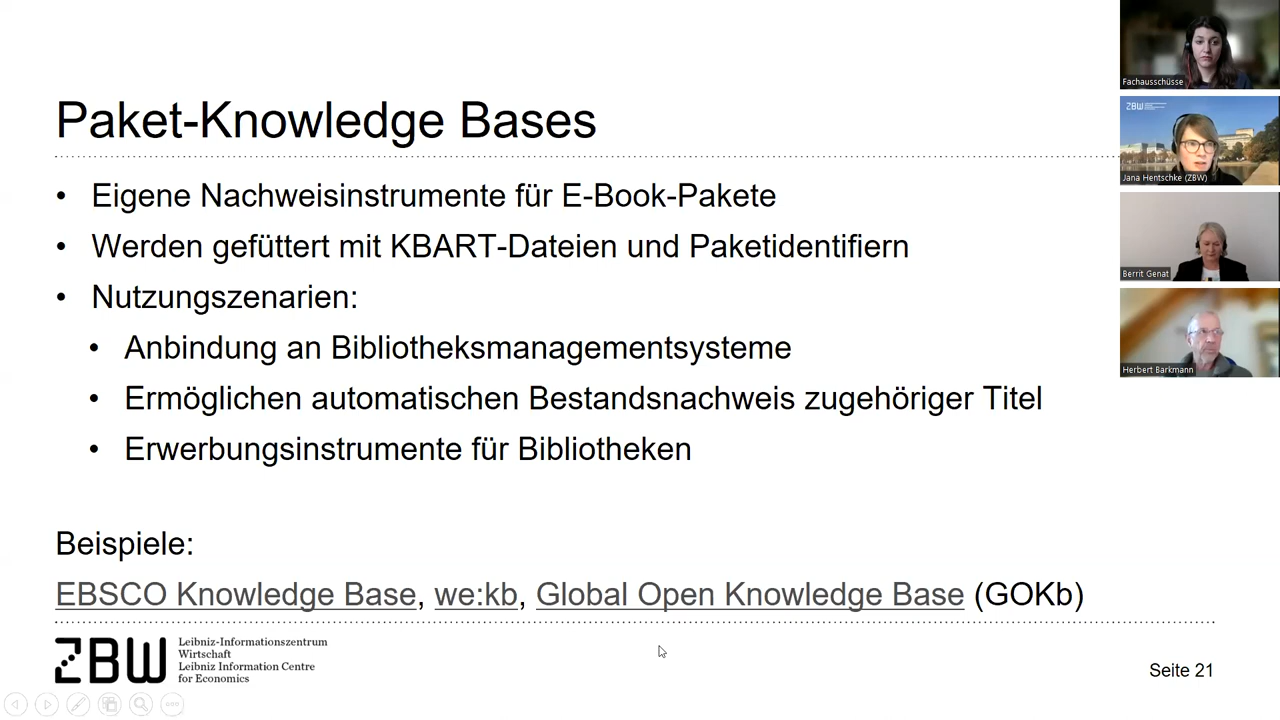 Paket-Knowledge Bases
• Eigene Nachweisinstrumente für E-Book-Pakete
• Werden gefüttert mit KBART-Dateien und Paketidentifiern
• Nutzungszenarien:
• Anbindung an Bibliotheksmanagementsysteme
• Ermöglichen automatischen Bestandsnachweis zugehöriger Titel
• Erwerbungsinstrumente für Bibliotheken
Beispiele:
EBSCO Knowledge Base, we:kb, Global Open Knowledge Base (GOKb)
ZBW
Leibniz-Informationszentrum
Wirtschaft
Leibniz Information Centre
for Economics
Seite 21
Fachausschüsse
ZBW
Jana Hentschke (ZBW)
Berrit Genat
Herbert Barkmann